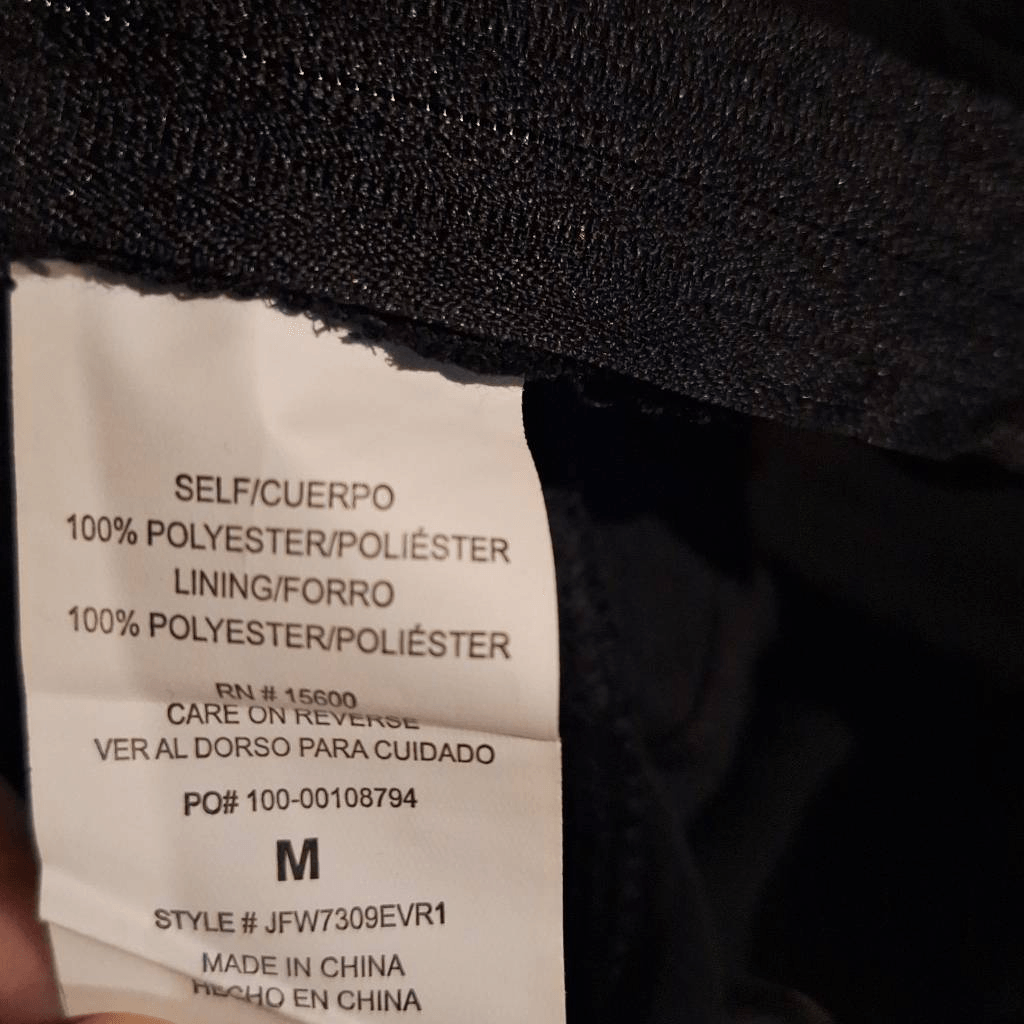 SELF/CUERPO
100% POLYESTER/POLIÉSTER
LINING/FORRO
100% POLYESTER/POLIÉSTER
RN # 15600
CARE ON REVERSE
VER AL DORSO PARA CUIDADO
PO# 100-00108794
M
STYLE # JFW7309EVR1
MADE IN CHINA
HECHO EN CHINA